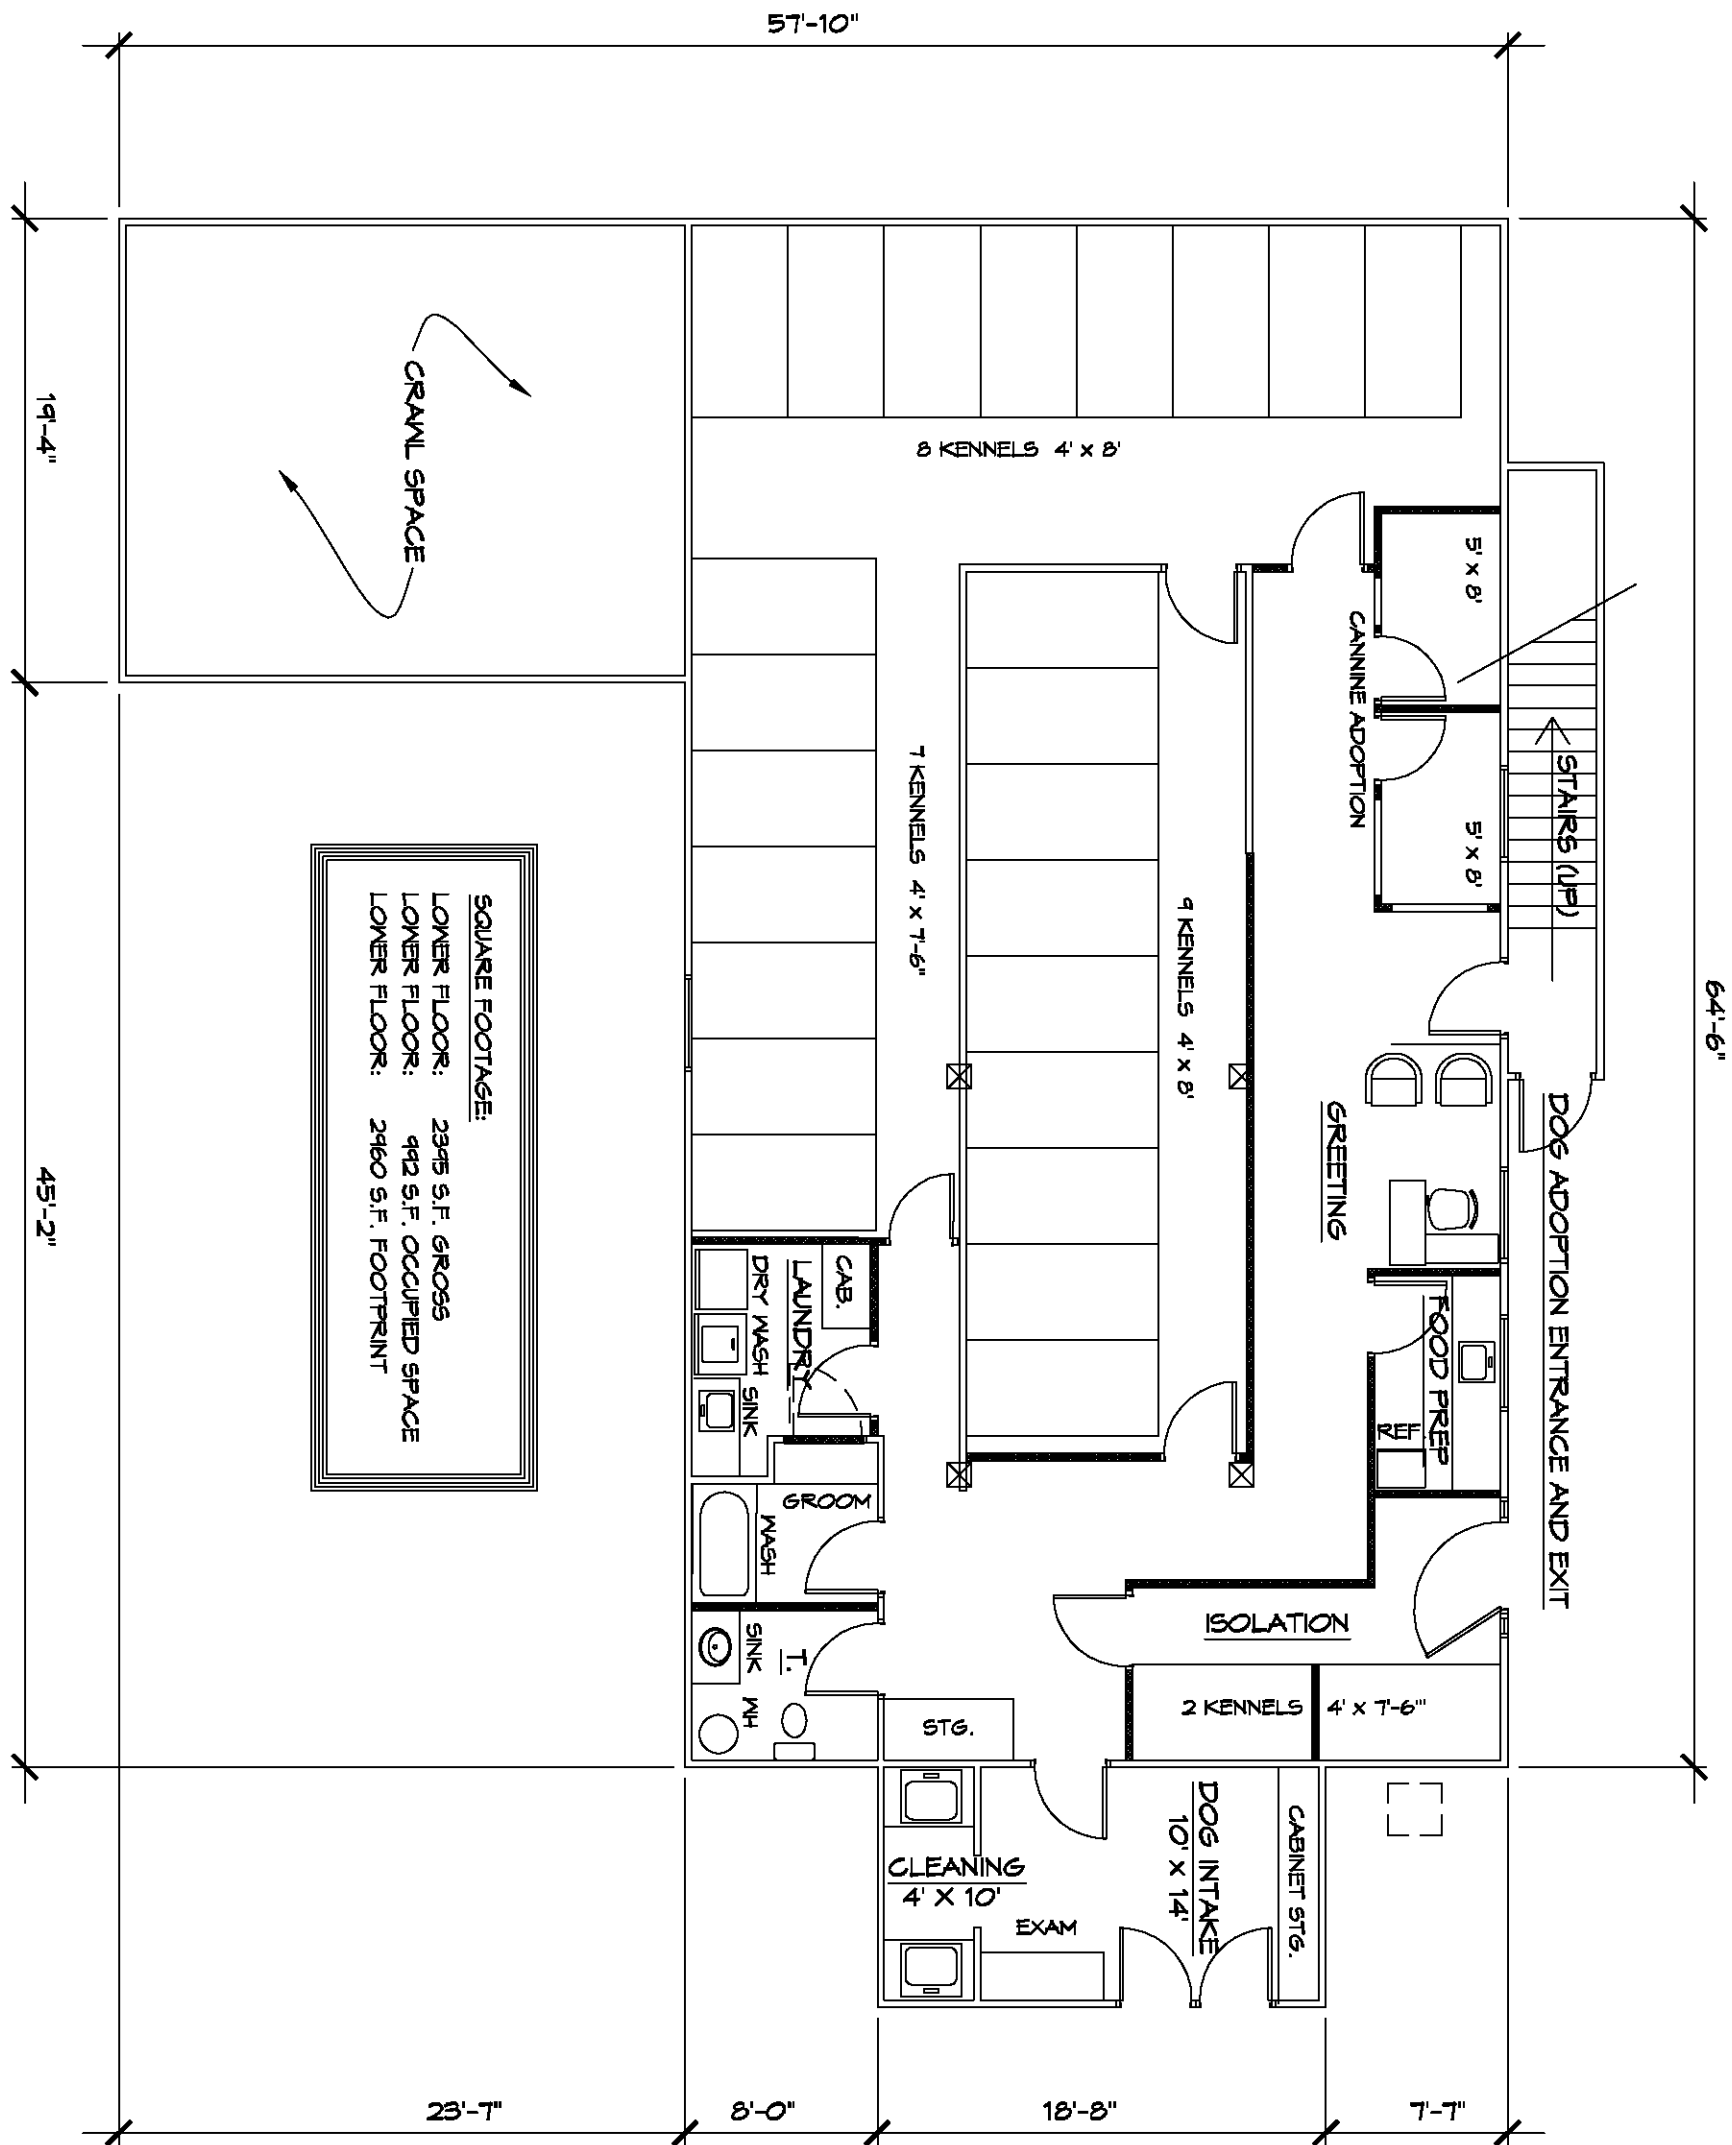 57'-10"
19'-4"
45'-2"
64'-6"
CRAWL SPACE
8 KENNELS 4' x 8'
5' x 8'
CANNINE ADOPTION
5' x 8'
STAIRS (UP)
7 KENNELS 4' x 7'-6"
9 KENNELS 4' x 8'
GREETING
DOG ADOPTION ENTRANCE AND EXIT
SQUARE FOOTAGE:
LOWER FLOOR: 2395 S.F. GROSS
LOWER FLOOR: 992 S.F. OCCUPIED SPACE
LOWER FLOOR: 2960 S.F. FOOTPRINT
CAB.
LAUNDRY
DRY
WASH
SINK
FOOD PREP
REF.
GROOM
WASH
ISOLATION
SINK
T.
WH
2 KENNELS 4' x 7'-6"'
STG.
DOG INTAKE
10' x 14'
CABINET STG.
CLEANING
4' X 10'
EXAM
23'-7"
8'-0"
18'-8"
7'-7"